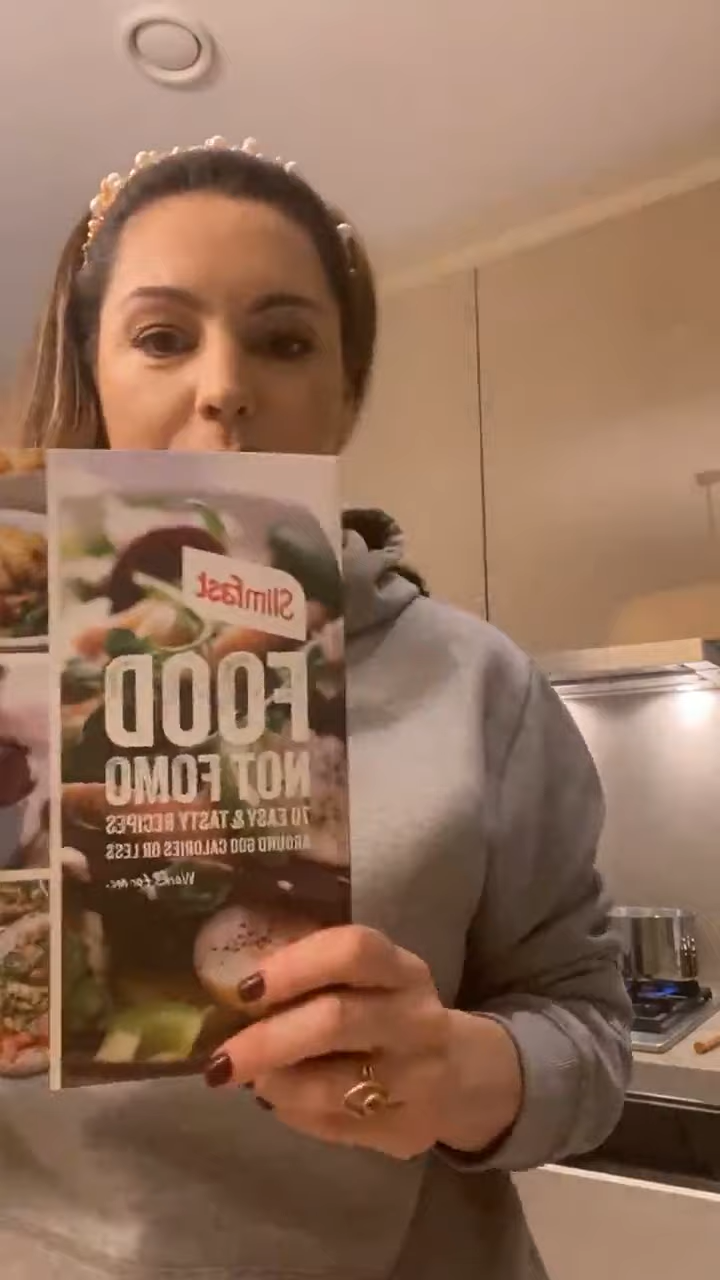 Slimfast
FOOD
NOT FOMO
70 EASY & TASTY RECIPES
AROUND 600 CALORIES OR LESS
Works for me.